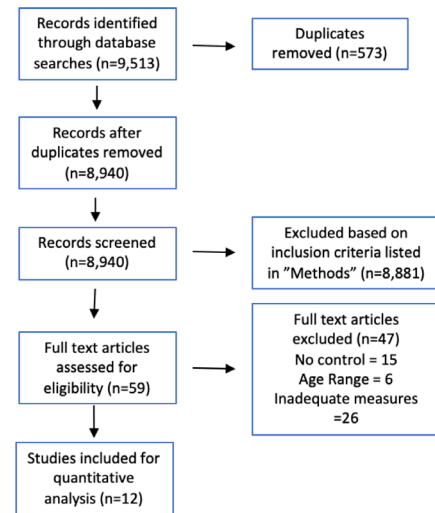 Records identified
through database
searches (n=9,513)
Duplicates
removed (n=573)
Records after
duplicates removed
(n=8,940)
Records screened
(n=8,940)
Excluded based on
inclusion criteria listed
in ”Methods” (n=8,881)
Full text articles
assessed for
eligibility (n=59)
Full text articles
excluded (n=47)
No control = 15
Age Range = 6
Inadequate measures
=26
Studies included for
quantitative
analysis (n=12)